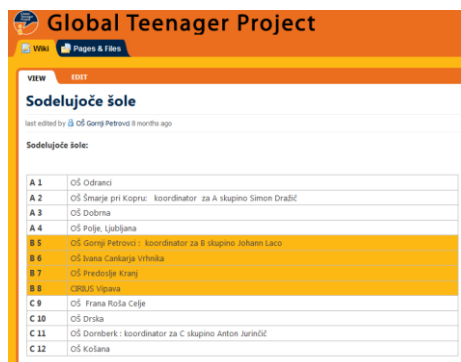 Global Teenager Project
Wiki Pages & Files
VIEW EDIT
Sodelujoče šole
last edited by OŠ Gornji Petrovci 8 months ago
Sodelujoče šole:
A 1 OŠ Odranci
A 2 OŠ Šmarje pri Kopru: koordinator za A skupino Simon Dražič
A 3 OŠ Dobrna
A 4 OŠ Polje, Ljubljana
B 5 OŠ Gornji Petrovci : koordinator za B skupino Johann Laco
B 6 OŠ Ivana Cankarja Vrhnika
B 7 OŠ Predoslje Kranj
B 8 CIRIUS Vipava
C 9 OŠ Frana Roša Celje
C 10 OŠ Drska
C 11 OŠ Dornberk : koordinator za C skupino Anton Jurinčič
C 12 OŠ Košana